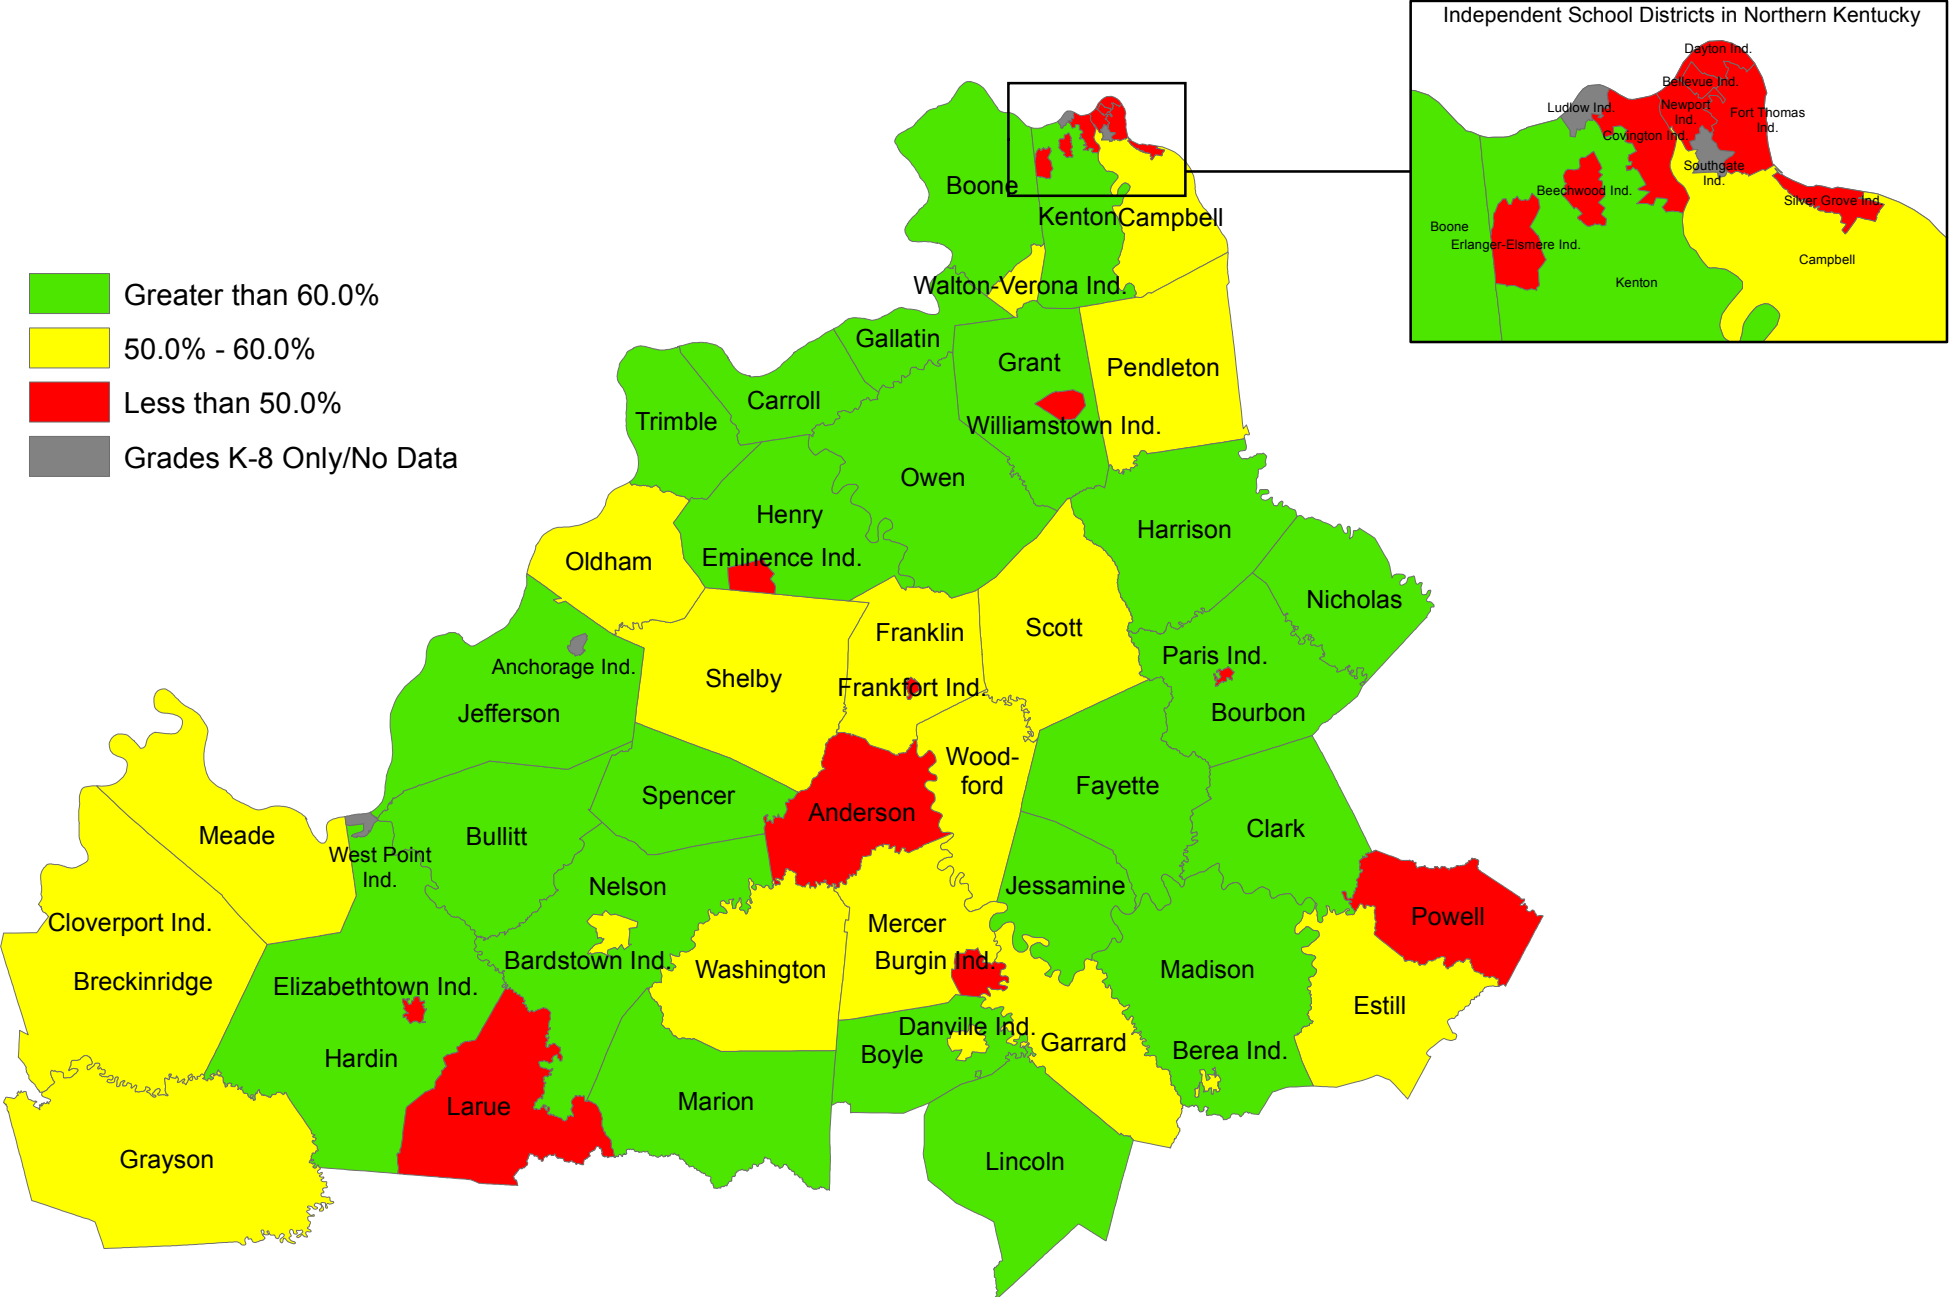 Independent School Districts in Northern Kentucky
Dayton Ind.
Bellevue Ind.
Ludlow Ind.
Newport
Ind.
Fort Thomas
Ind.
Covington Ind.
Southgate
Ind.
Beechwood Ind.
Silver Grove Ind.
Boone
Erlanger-Elsmere Ind.
Campbell
Kenton
Boone
Kenton
Campbell
Walton-Verona Ind.
Greater than 60.0%
50.0% - 60.0%
Less than 50.0%
Grades K-8 Only/No Data
Gallatin
Grant
Pendleton
Carroll
Trimble
Williamstown Ind.
Owen
Henry
Harrison
Eminence Ind.
Oldham
Nicholas
Franklin
Scott
Paris Ind.
Anchorage Ind.
Shelby
Frankfort Ind.
Jefferson
Bourbon
Wood-
ford
Fayette
Spencer
Anderson
Clark
Meade
Bullitt
West Point
Ind.
Nelson
Jessamine
Powell
Cloverport Ind.
Mercer
Bardstown Ind.
Burgin Ind.
Washington
Madison
Breckinridge
Elizabethtown Ind.
Estill
Danville Ind.
Garrard
Boyle
Berea Ind.
Hardin
Larue
Marion
Grayson
Lincoln